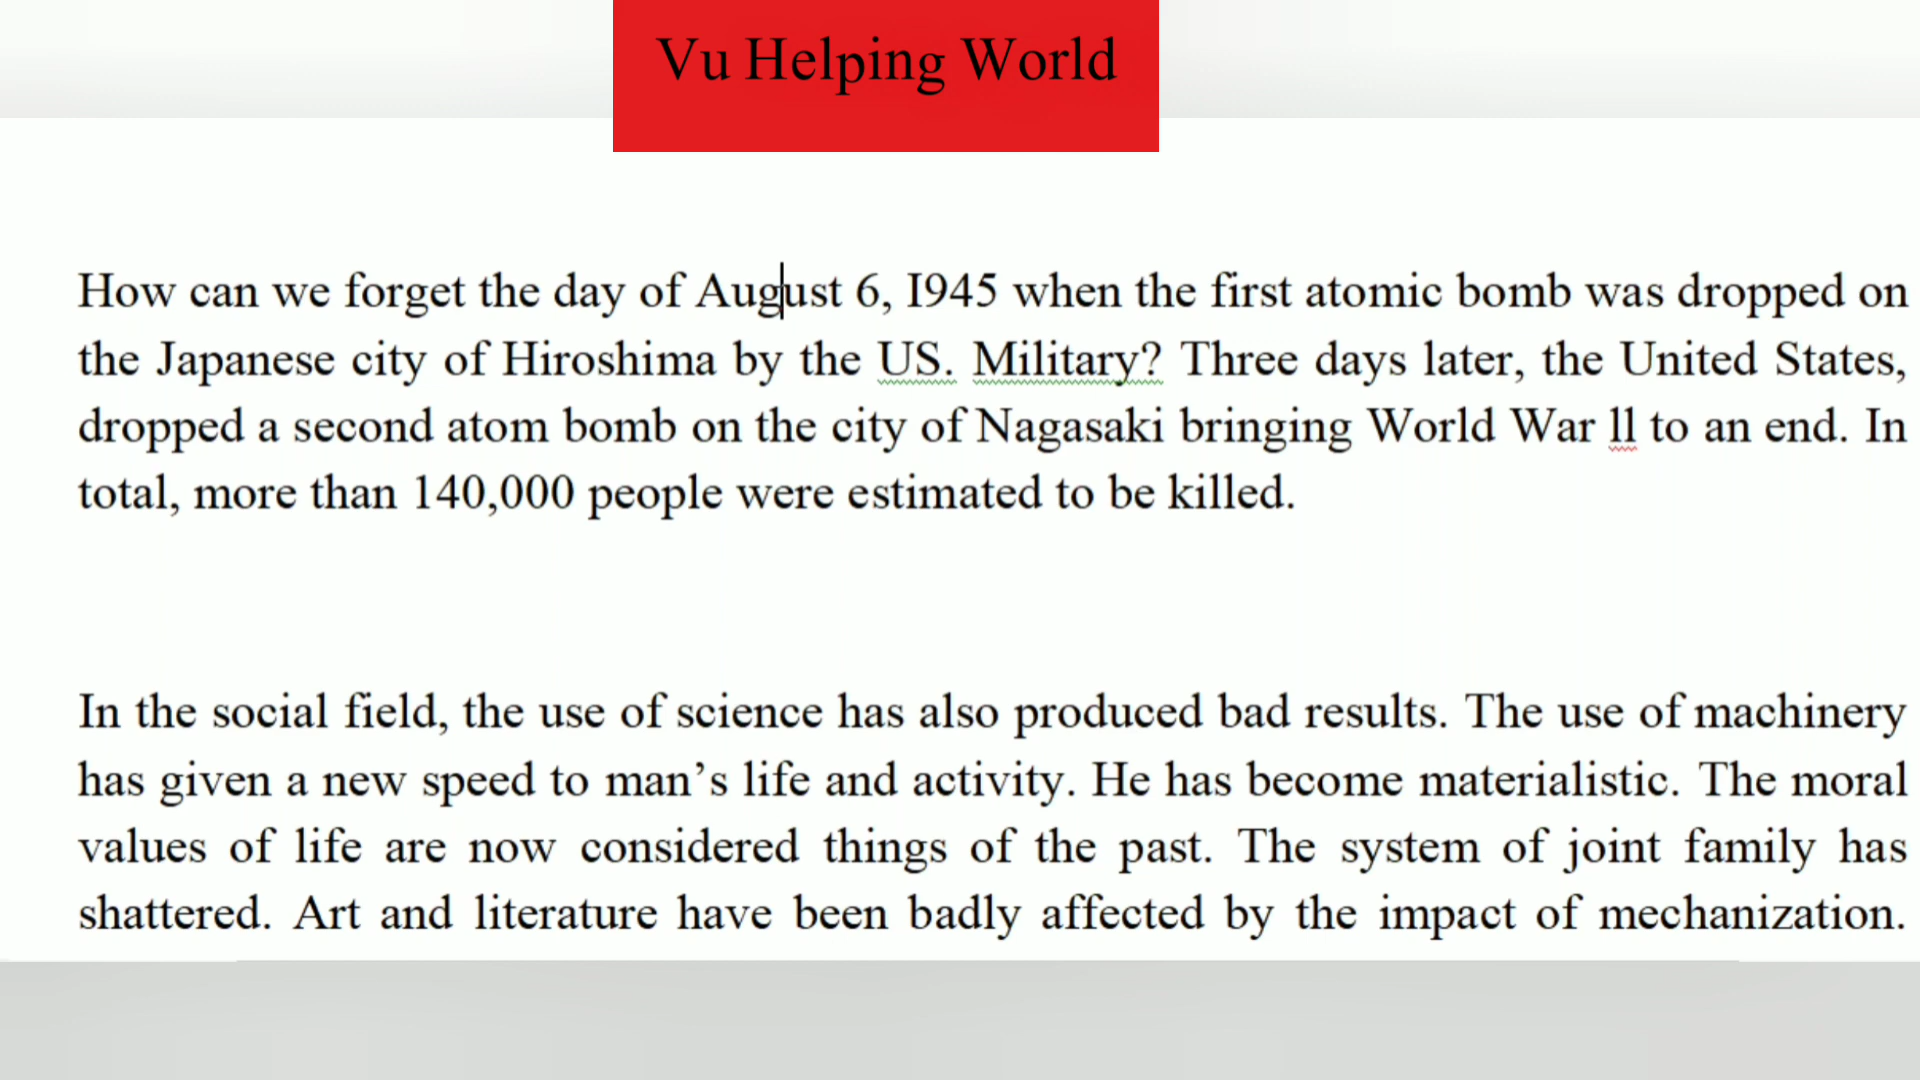 Vu Helping World
How can we forget the day of August 6, I945 when the first atomic bomb was dropped on
the Japanese city of Hiroshima by the US. Military? Three days later, the United States,
dropped a second atom bomb on the city of Nagasaki bringing World War ll to an end. In
total, more than 140,000 people were estimated to be killed.
In the social field, the use of science has also produced bad results. The use of machinery
has given a new speed to man’s life and activity. He has become materialistic. The moral
values of life are now considered things of the past. The system of joint family has
shattered. Art and literature have been badly affected by the impact of mechanization.